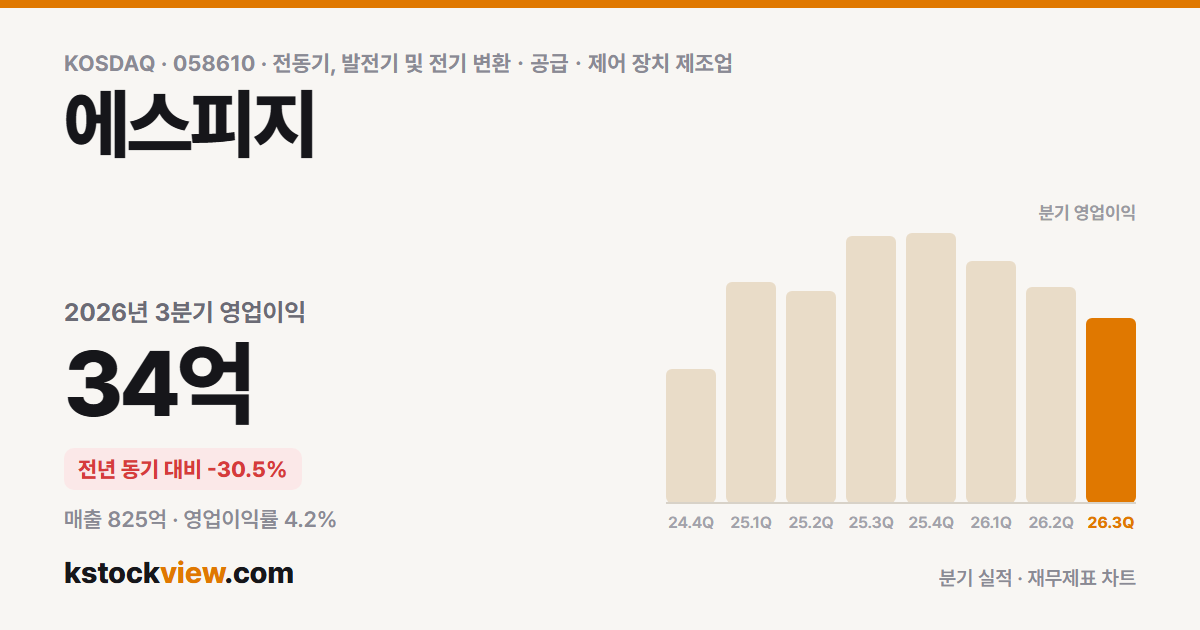 KOSDAQ · 058610 · 전동기, 발전기 및 전기 변환 · 공급 · 제어 장치 제조업
에스피지
분기 영업이익
2026년 3분기 영업이익
34억
전년 동기 대비 -30.5%
매출 825억 · 영업이익률 4.2%
24.4Q 25.1Q 25.2Q 25.3Q 25.4Q 26.1Q 26.2Q 26.3Q
kstockview.com
분기 실적 · 재무제표 차트